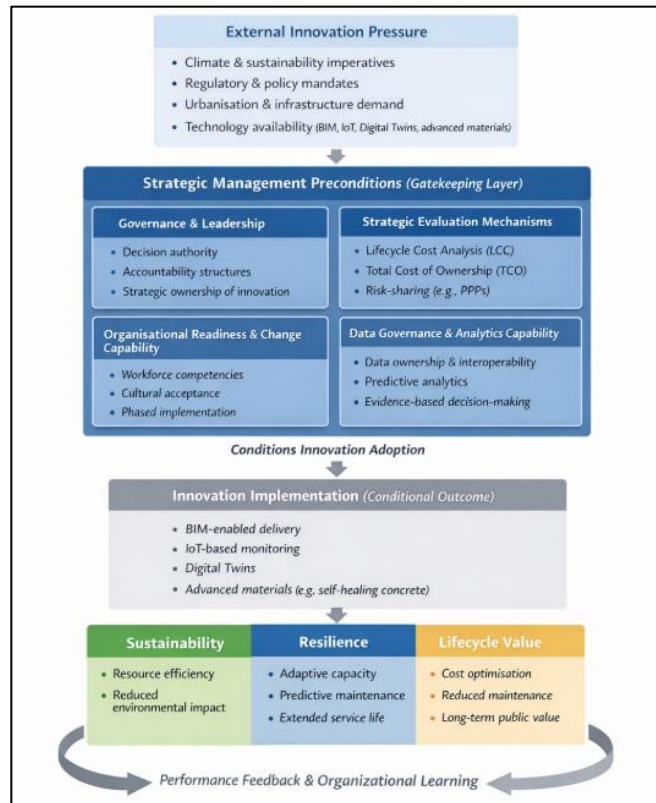 External Innovation Pressure
• Climate & sustainability imperatives
• Regulatory & policy mandates
• Urbanisation & infrastructure demand
• Technology availability (BIM, IoT, Digital Twins, advanced materials)
Strategic Management Preconditions (Gatekeeping Layer)
Governance & Leadership
• Decision authority
• Accountability structures
• Strategic ownership of innovation
Strategic Evaluation Mechanisms
• Lifecycle Cost Analysis (LCC)
• Total Cost of Ownership (TCO)
• Risk-sharing (e.g., PPPs)
Organisational Readiness & Change
Capability
• Workforce competencies
• Cultural acceptance
• Phased implementation
Data Governance & Analytics Capability
• Data ownership & interoperability
• Predictive analytics
• Evidence-based decision-making
Conditions Innovation Adoption
Innovation Implementation (Conditional Outcome)
• BIM-enabled delivery
• IoT-based monitoring
• Digital Twins
• Advanced materials (e.g. self-healing concrete)
Sustainability
• Resource efficiency
• Reduced
environmental impact
Resilience
• Adaptive capacity
• Predictive maintenance
• Extended service life
Lifecycle Value
• Cost optimisation
• Reduced maintenance
• Long-term public value
Performance Feedback & Organizational Learning